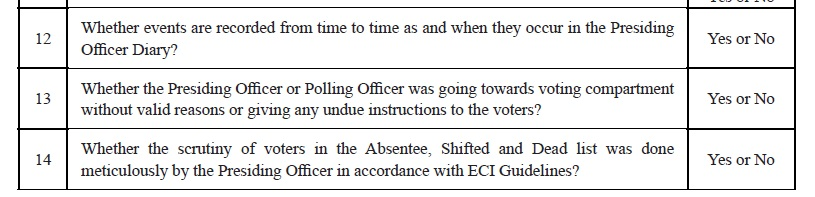 12
Whether events are recorded from time to time as and when they occur in the Presiding
Officer Diary?
Yes or No
13
Whether the Presiding Officer or Polling Officer was going towards voting compartment
without valid reasons or giving any undue instructions to the voters?
Yes or No
14
Whether the scrutiny of voters in the Absentee, Shifted and Dead list was done
meticulously by the Presiding Officer in accordance with ECI Guidelines?
Yes or No